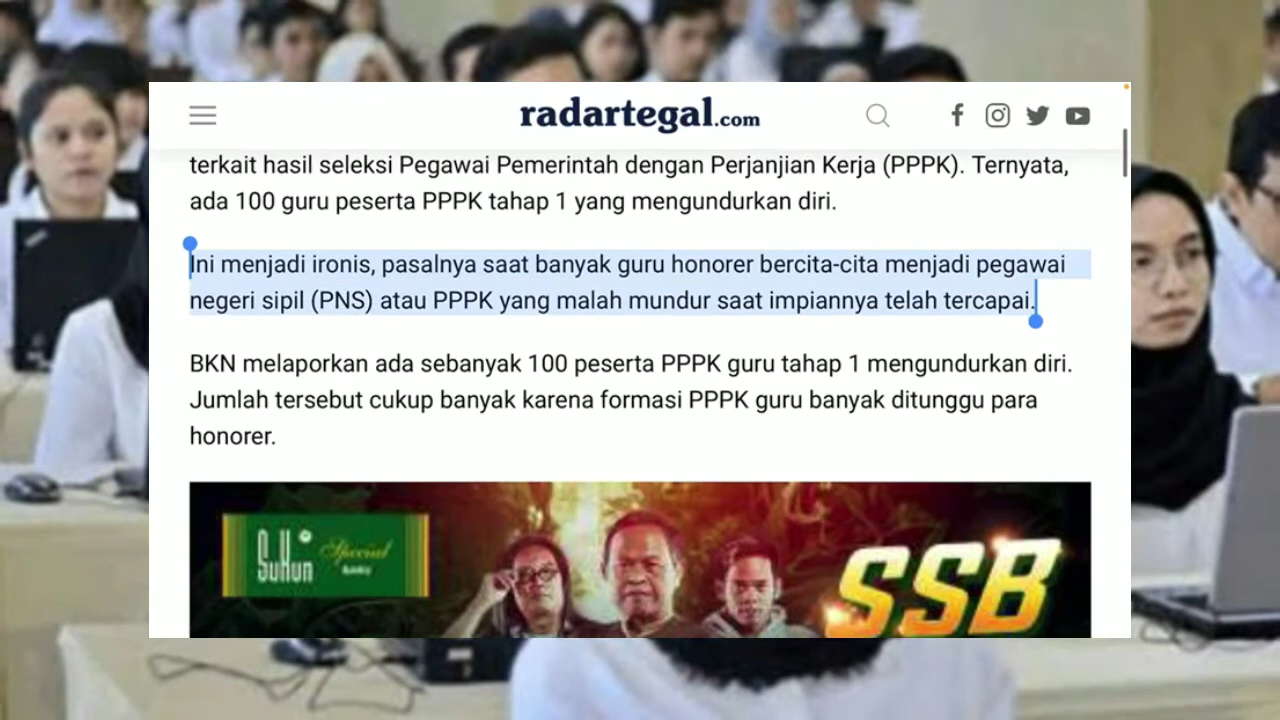 radartegal.com
terkait hasil seleksi Pegawai Pemerintah dengan Perjanjian Kerja (PPPK). Ternyata,
ada 100 guru peserta PPPK tahap 1 yang mengundurkan diri.
Ini menjadi ironis, pasalnya saat banyak guru honorer bercita-cita menjadi pegawai
negeri sipil (PNS) atau PPPK yang malah mundur saat impiannya telah tercapai.
BKN melaporkan ada sebanyak 100 peserta PPPK guru tahap 1 mengundurkan diri.
Jumlah tersebut cukup banyak karena formasi PPPK guru banyak ditunggu para
honorer.
SuKun Special
SSB